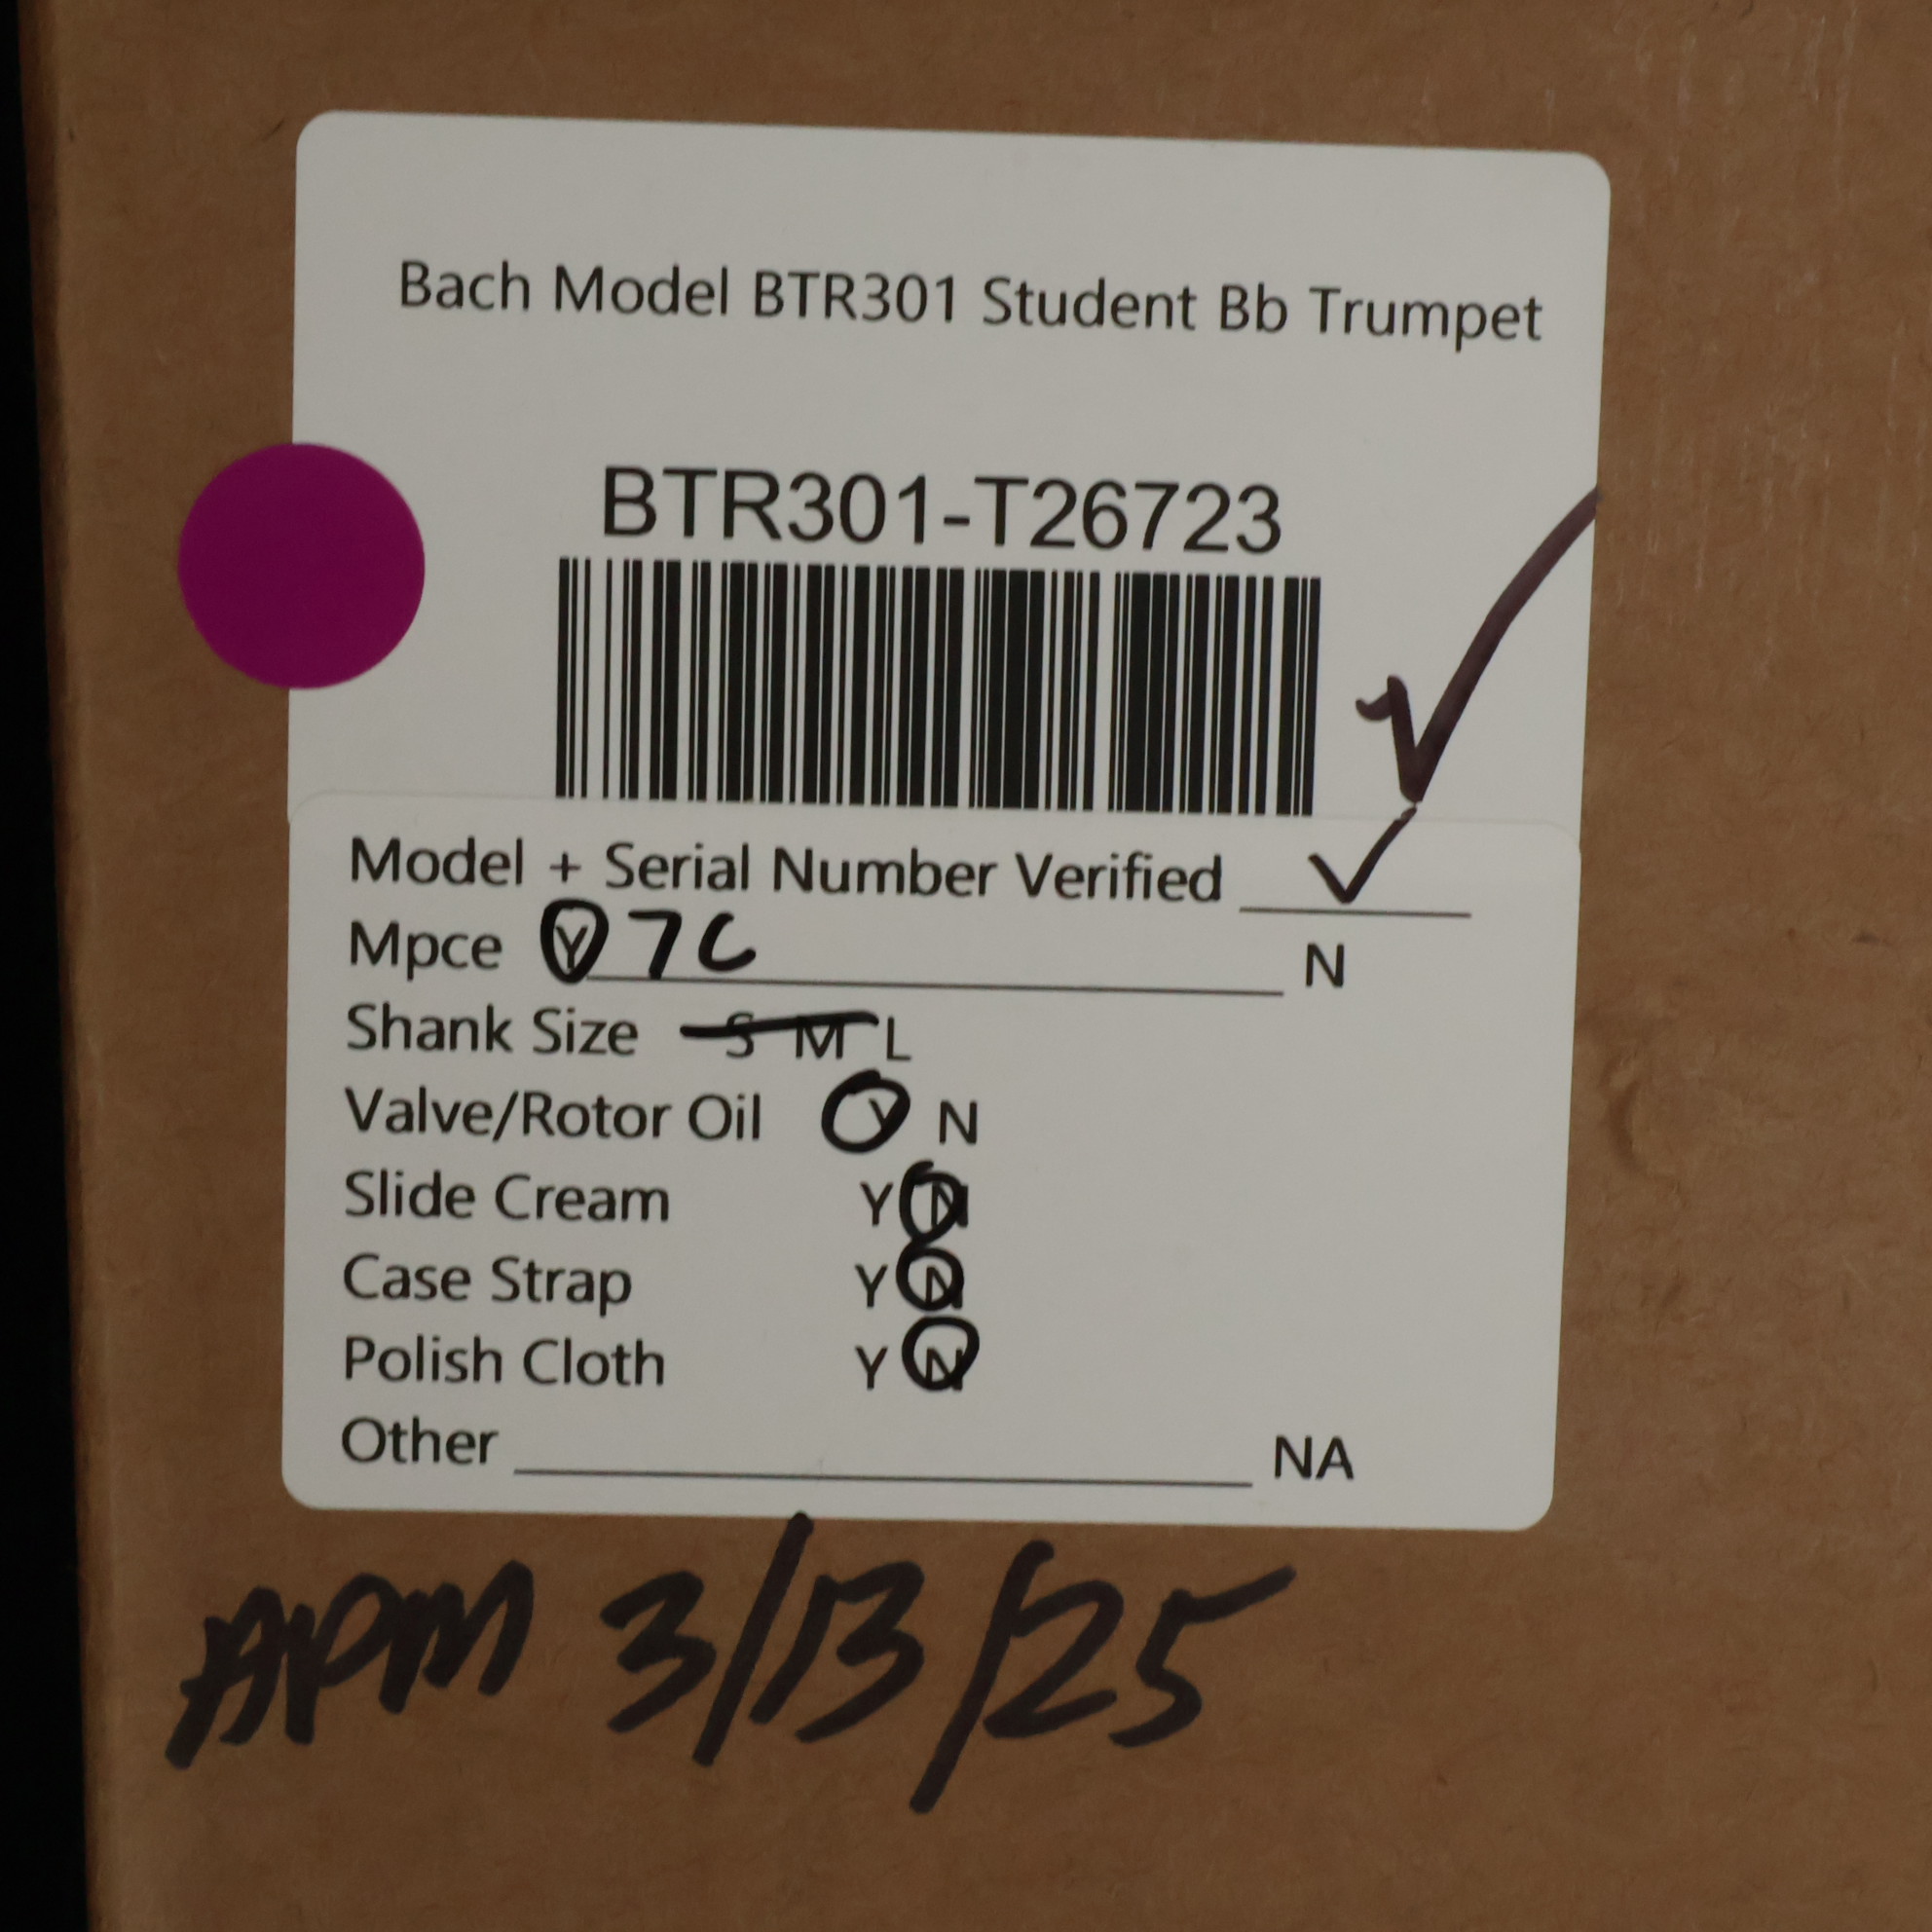 Bach Model BTR301 Student Bb Trumpet
BTR301-T26723
Model + Serial Number Verified ✓
Mpce Y 7C N
Shank Size S M L
Valve/Rotor Oil Y N
Slide Cream Y N
Case Strap Y N
Polish Cloth Y N
Other NA
APM 3/13/25